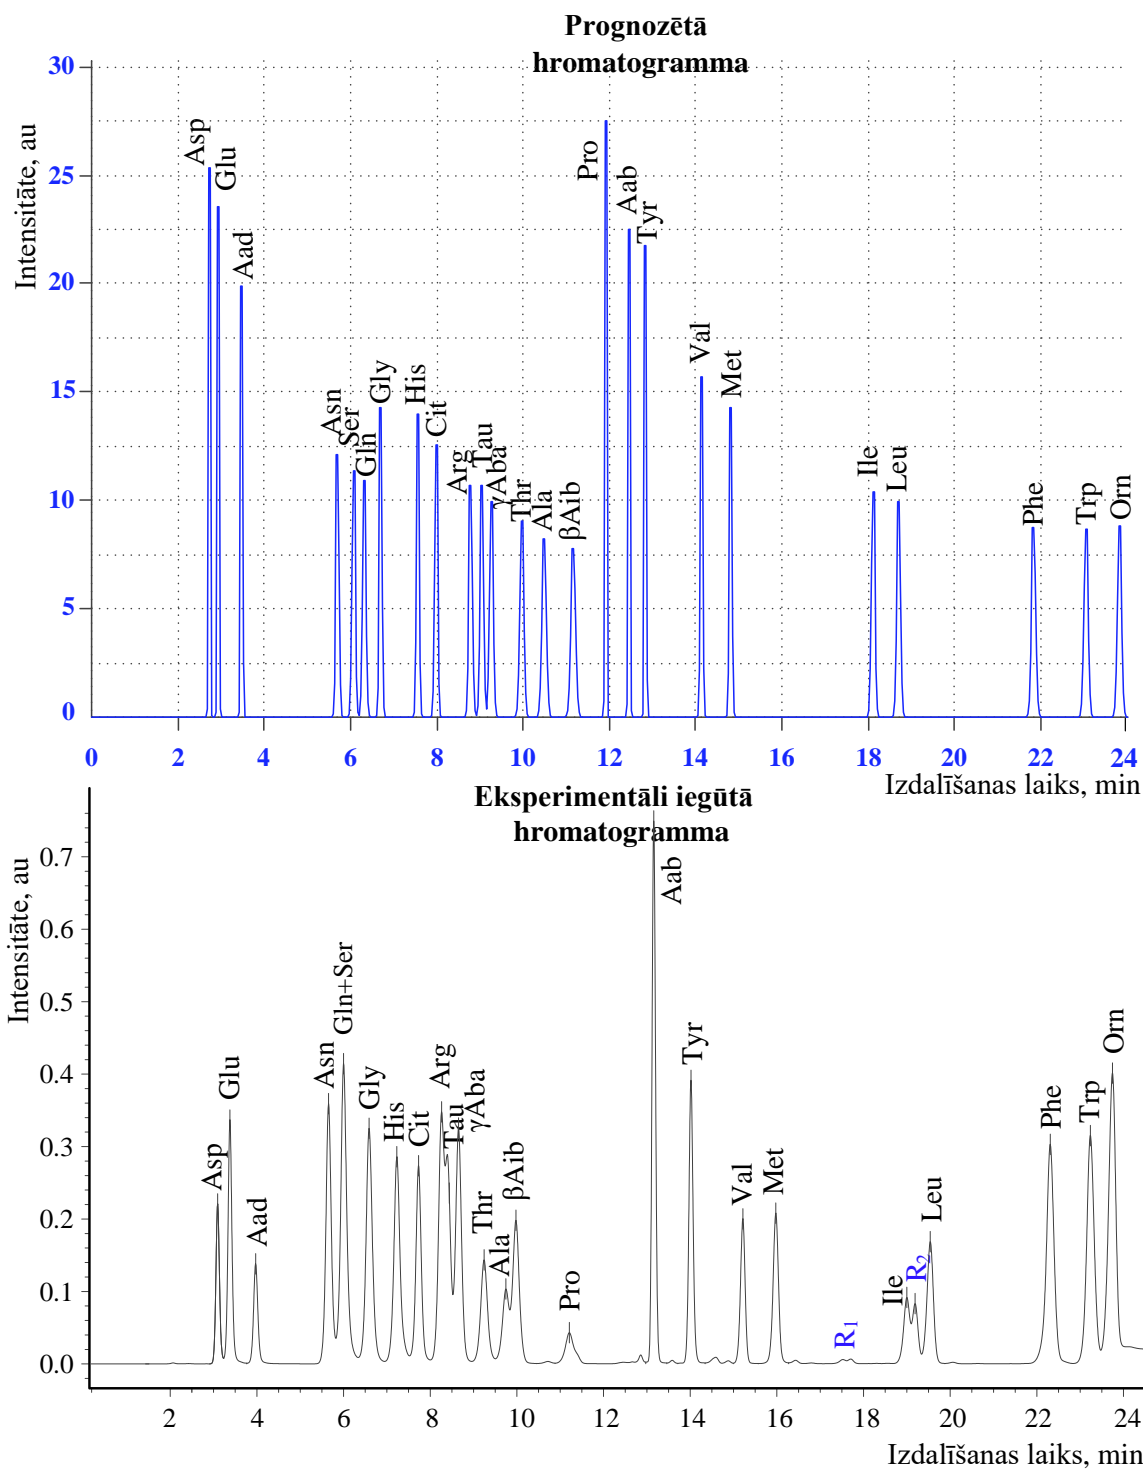 Prognozētā
hromatogramma
Intensitāte, au
30
25
20
15
10
5
0
Asp
Glu
Aad
Asn
Ser
Gln
Gly
His
Cit
Arg
Tau
γAba
Thr
Ala
βAib
Pro
Aab
Tyr
Val
Met
Ile
Leu
Phe
Trp
Orn
0 2 4 6 8 10 12 14 16 18 20 22 24
Izdalīšanas laiks, min
Eksperimentāli iegūtā
hromatogramma
Intensitāte, au
0.7
0.6
0.5
0.4
0.3
0.2
0.1
0.0
Asp
Glu
Aad
Asn
Gln+Ser
Gly
His
Cit
Arg
Tau
γAba
Thr
Ala
βAib
Pro
Aab
Tyr
Val
Met
R1
Ile
R2
Leu
Phe
Trp
Orn
2 4 6 8 10 12 14 16 18 20 22 24
Izdalīšanas laiks, min